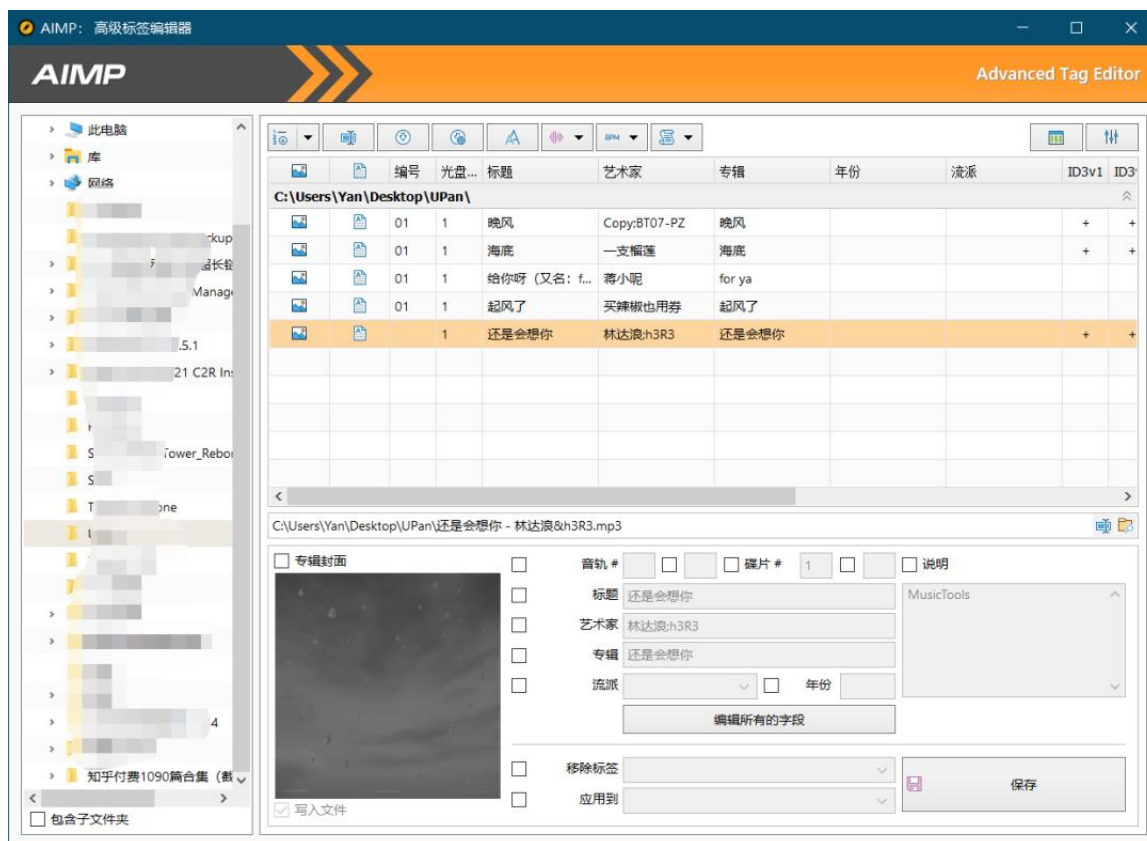 AIMP: 高级标签编辑器
AIMP
Advanced Tag Editor
此电脑
库
网络
ckup
超长轻
Manage
.5.1
21 C2R Ins
S Tower_Rebor
S
T one
U
4
知乎付费1090篇合集（截
包含子文件夹
BPM
编号 光盘... 标题 艺术家 专辑 年份 流派 ID3v1 ID3
C:\Users\Yan\Desktop\UPan\
01 1 晚风 Copy;BT07-PZ 晚风 + +
01 1 海底 一支榴莲 海底 + +
01 1 给你呀（又名：f... 蒋小呢 for ya
01 1 起风了 买辣椒也用券 起风了
1 还是会想你 林达浪;h3R3 还是会想你 + +
C:\Users\Yan\Desktop\UPan\还是会想你 - 林达浪&h3R3.mp3
专辑封面
写入文件
音轨 # 碟片 # 1 说明
标题 还是会想你 MusicTools
艺术家 林达浪;h3R3
专辑 还是会想你
流派 年份
编辑所有的字段
移除标签
应用到
保存